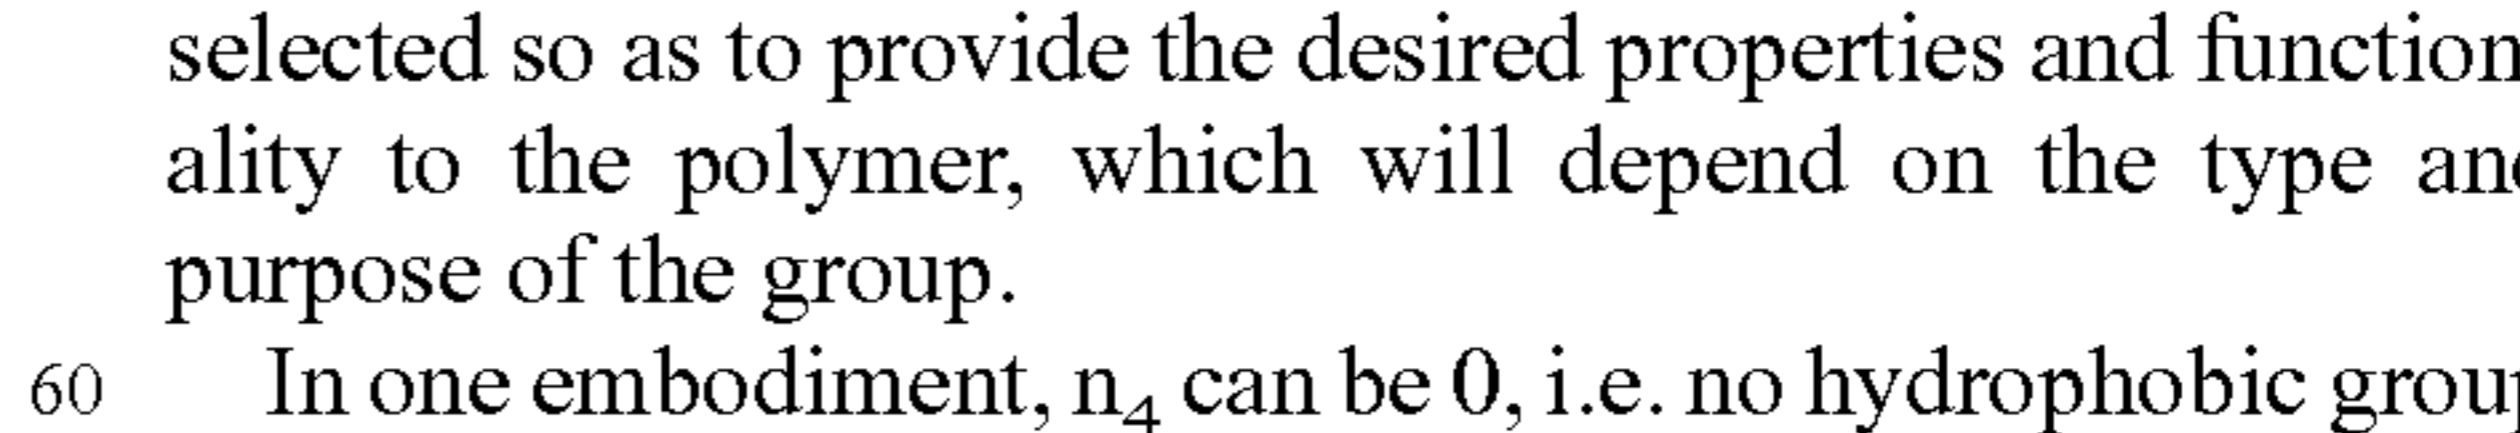 selected so as to provide the desired properties and function
ality to the polymer, which will depend on the type and
purpose of the group.
60 In one embodiment, n₄ can be 0, i.e. no hydrophobic group